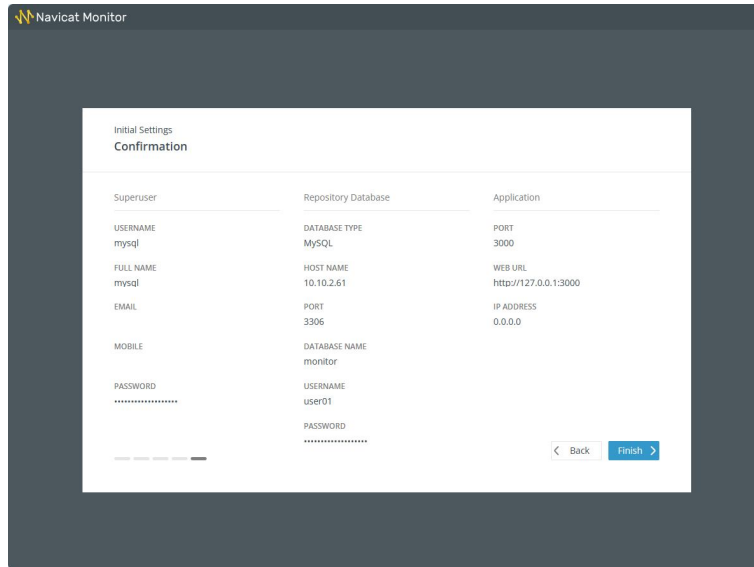 Navicat Monitor
Initial Settings
Confirmation
Superuser
USERNAME
mysql
FULL NAME
mysql
EMAIL
MOBILE
PASSWORD
•••••••••••••••••••
Repository Database
DATABASE TYPE
MySQL
HOST NAME
10.10.2.61
PORT
3306
DATABASE NAME
monitor
USERNAME
user01
PASSWORD
•••••••••••••••••••
Application
PORT
3000
WEB URL
http://127.0.0.1:3000
IP ADDRESS
0.0.0.0
Back
Finish